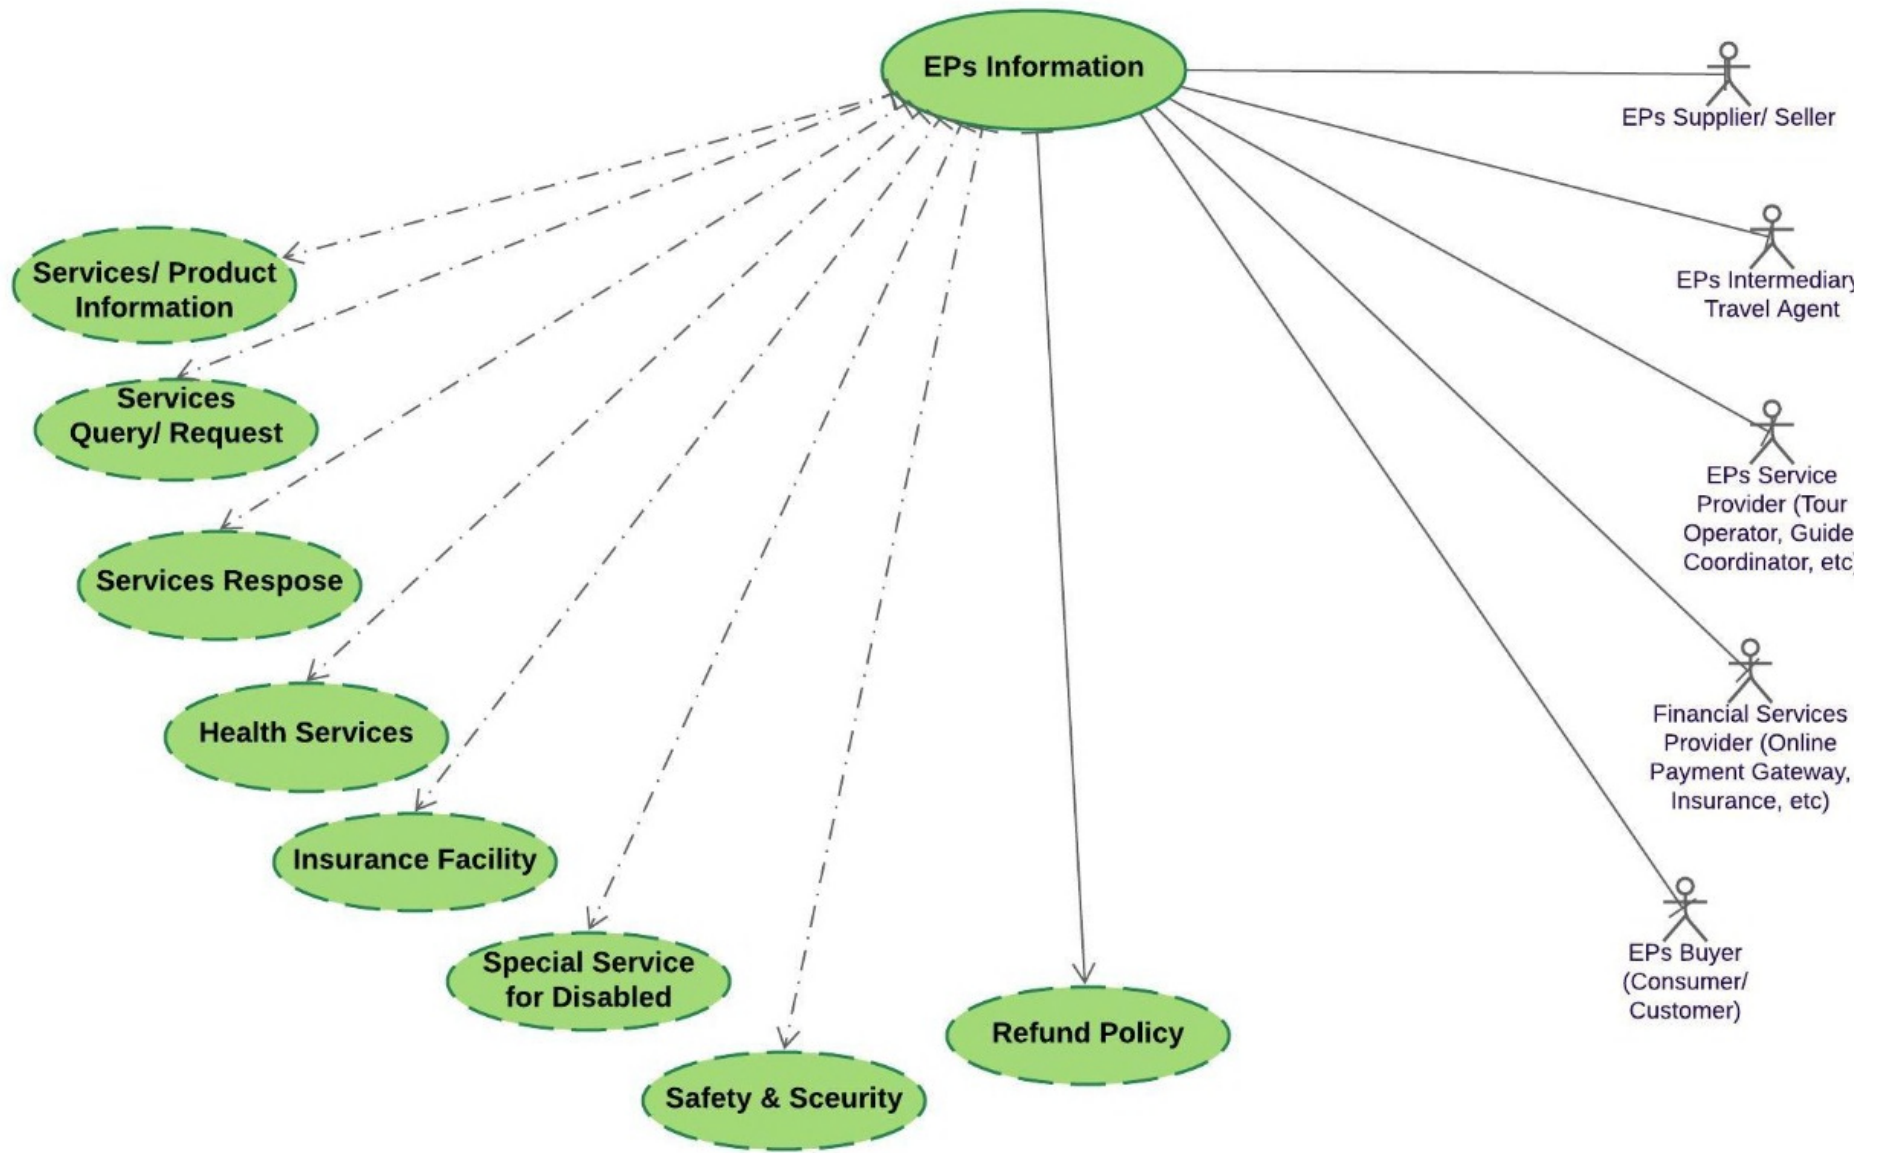 EPs Information
EPs Supplier/ Seller
EPs Intermediary
Travel Agent
EPs Service
Provider (Tour
Operator, Guide
Coordinator, etc)
Financial Services
Provider (Online
Payment Gateway,
Insurance, etc)
EPs Buyer
(Consumer/
Customer)
Services/ Product
Information
Services
Query/ Request
Services Respose
Health Services
Insurance Facility
Special Service
for Disabled
Safety & Sceurity
Refund Policy